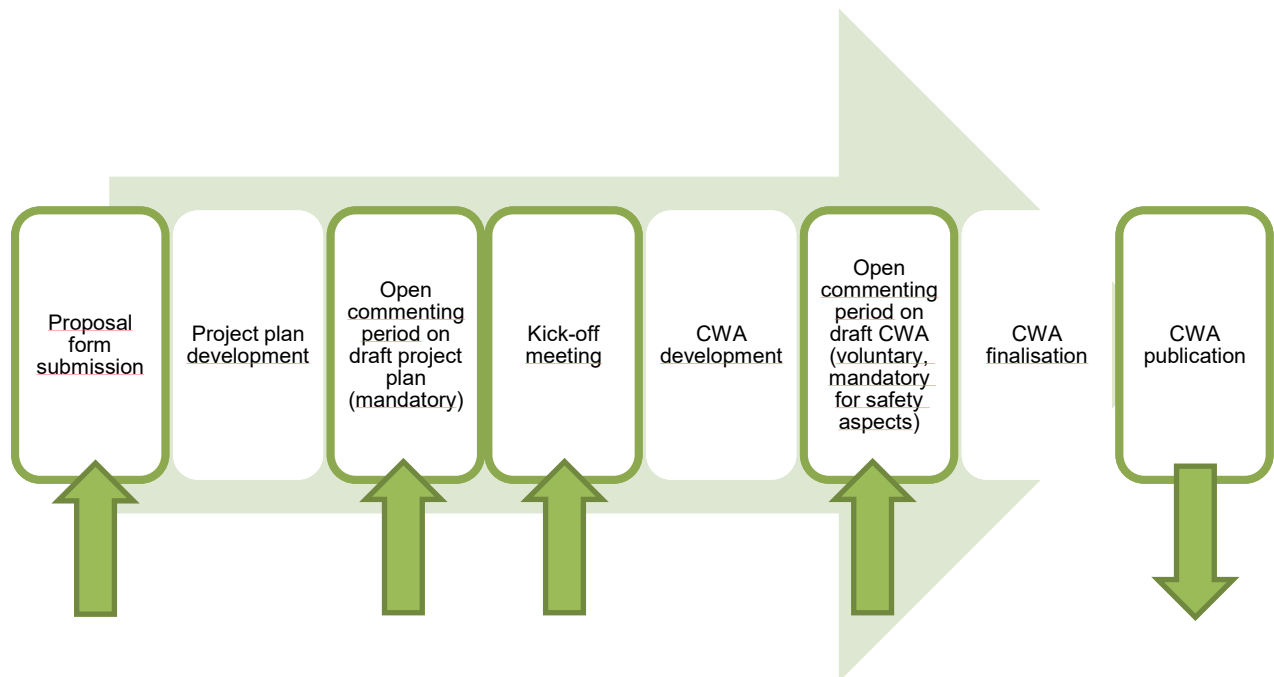 Proposal
form
submission
Project plan
development
Open
commenting
period on
draft project
plan
(mandatory)
Kick-off
meeting
CWA
development
Open
commenting
period on
draft CWA
(voluntary,
mandatory
for safety
aspects)
CWA
finalisation
CWA
publication